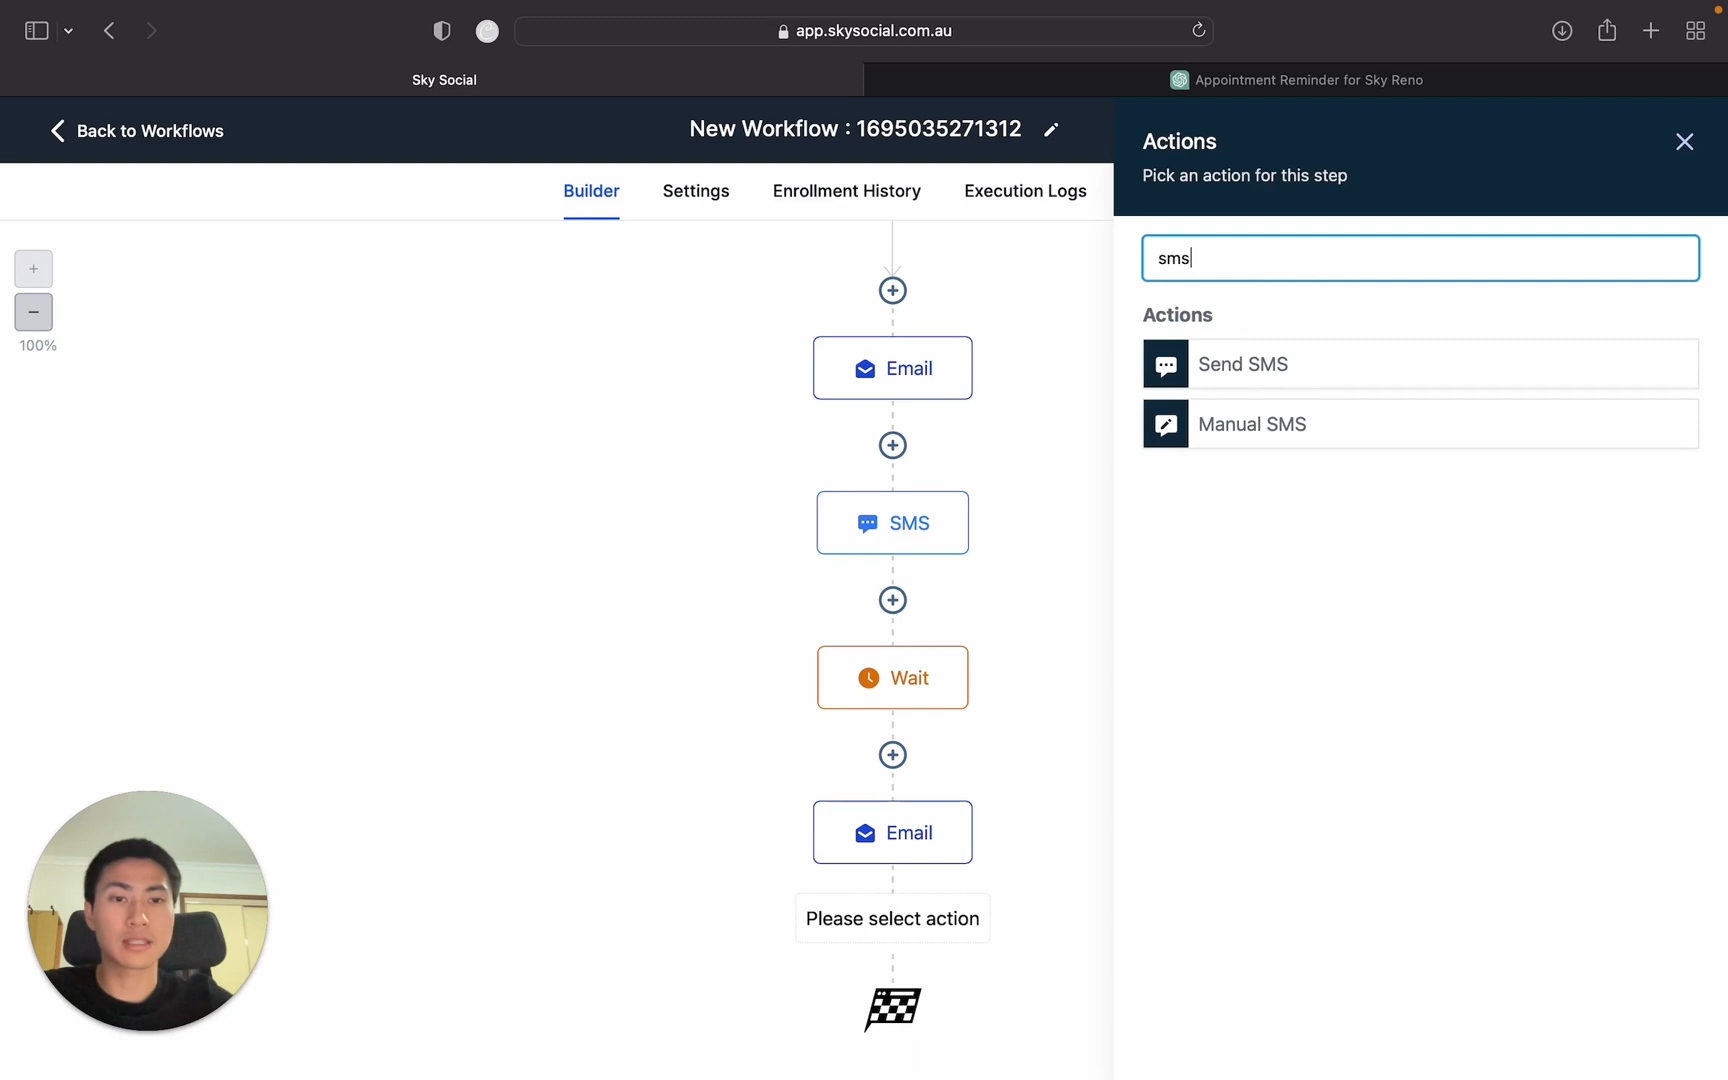 app.skysocial.com.au
Sky Social
Appointment Reminder for Sky Reno
Back to Workflows
New Workflow : 1695035271312
Builder
Settings
Enrollment History
Execution Logs
+
−
100%
Email
SMS
Wait
Email
Please select action
Actions
Pick an action for this step
sms
Actions
Send SMS
Manual SMS